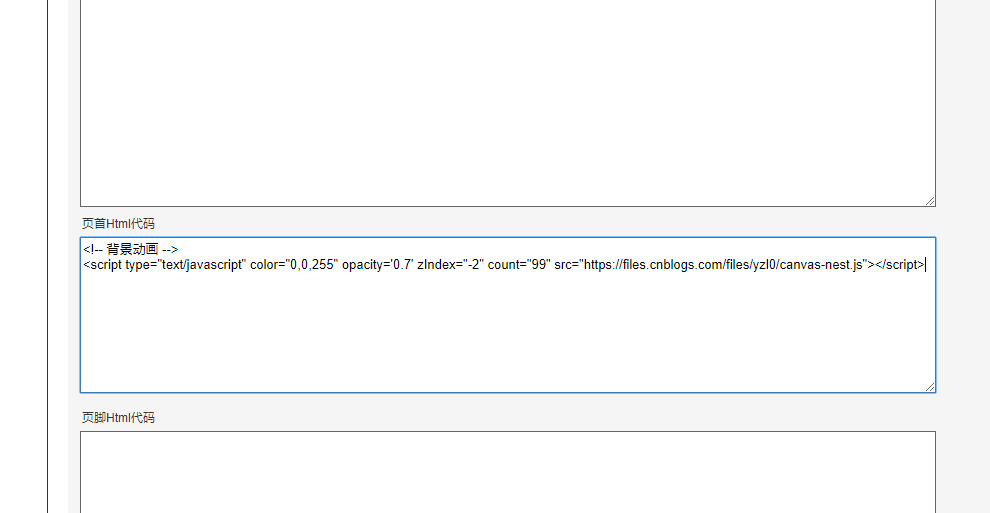 页首Html代码
<!-- 背景动画 -->
<script type="text/javascript" color="0,0,255" opacity='0.7' zIndex="-2" count="99" src="https://files.cnblogs.com/files/yzl0/canvas-nest.js"></script>
页脚Html代码